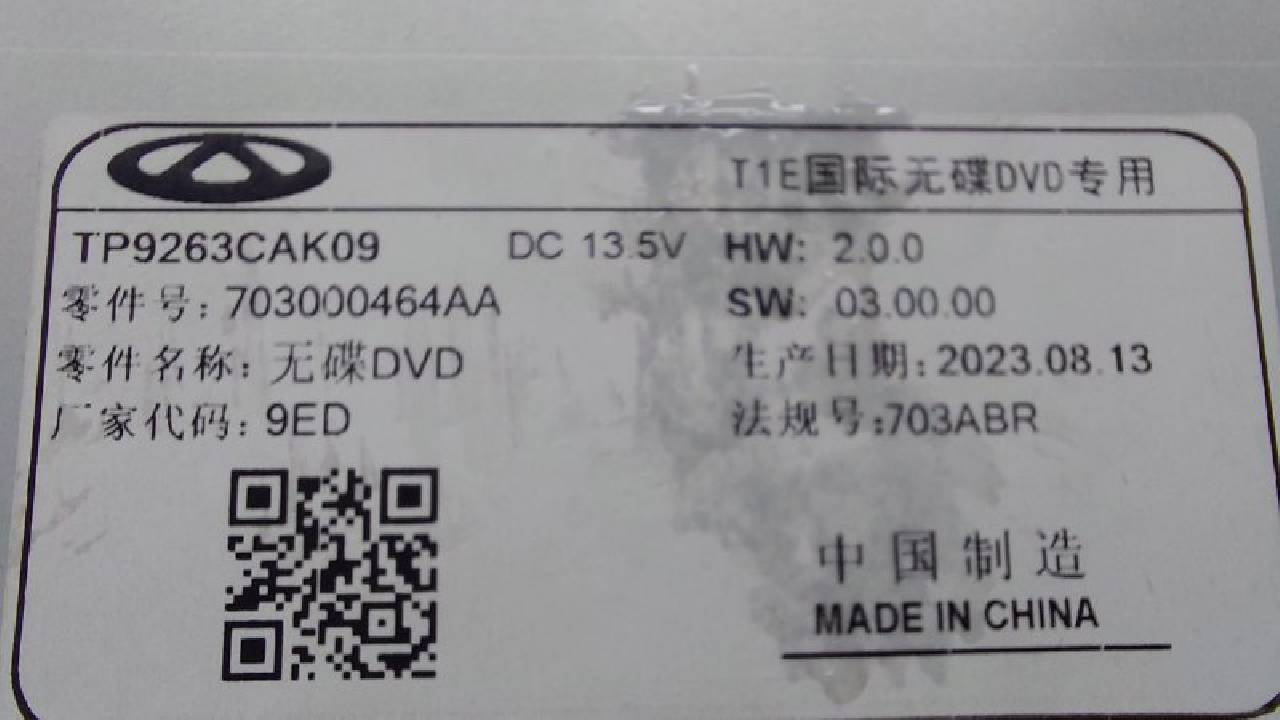 T1E国际无碟DVD专用
TP9263CAK09 DC 13.5V HW: 2.0.0
零件号: 703000464AA SW: 03.00.00
零件名称: 无碟DVD 生产日期: 2023.08.13
厂家代码: 9ED 法规号:703ABR
中国制造
MADE IN CHINA